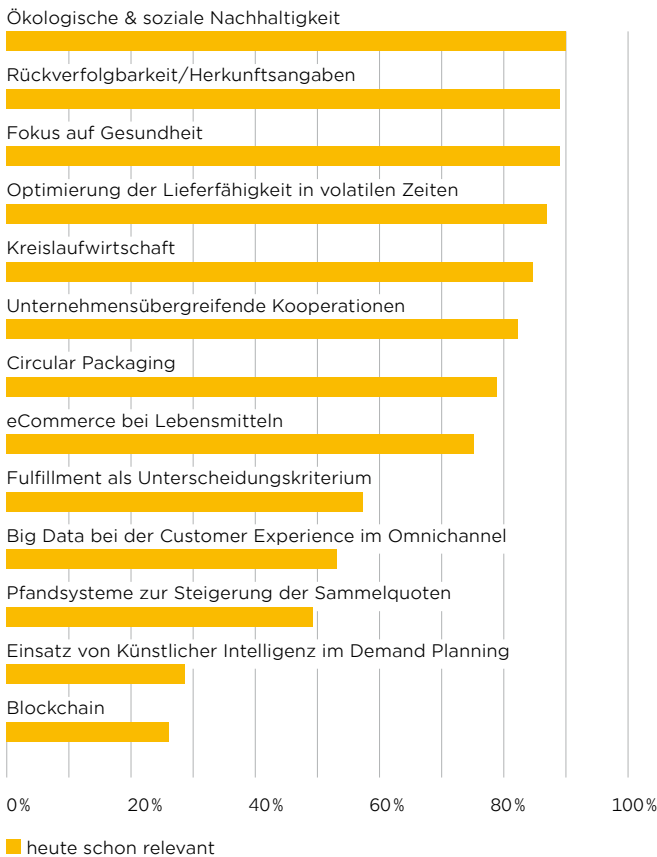 Ökologische & soziale Nachhaltigkeit
Rückverfolgbarkeit/Herkunftsangaben
Fokus auf Gesundheit
Optimierung der Lieferfähigkeit in volatilen Zeiten
Kreislaufwirtschaft
Unternehmensübergreifende Kooperationen
Circular Packaging
eCommerce bei Lebensmitteln
Fulfillment als Unterscheidungskriterium
Big Data bei der Customer Experience im Omnichannel
Pfandsysteme zur Steigerung der Sammelquoten
Einsatz von Künstlicher Intelligenz im Demand Planning
Blockchain
0% 20% 40% 60% 80% 100%
heute schon relevant